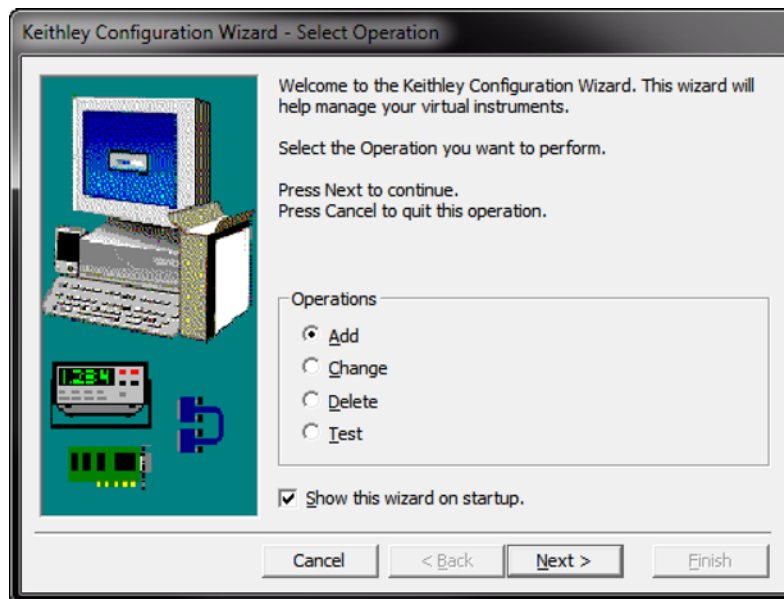 Keithley Configuration Wizard - Select Operation
Welcome to the Keithley Configuration Wizard. This wizard will
help manage your virtual instruments.
Select the Operation you want to perform.
Press Next to continue.
Press Cancel to quit this operation.
Operations
Add
Change
Delete
Test
1.234
Show this wizard on startup.
Cancel
< Back
Next >
Finish